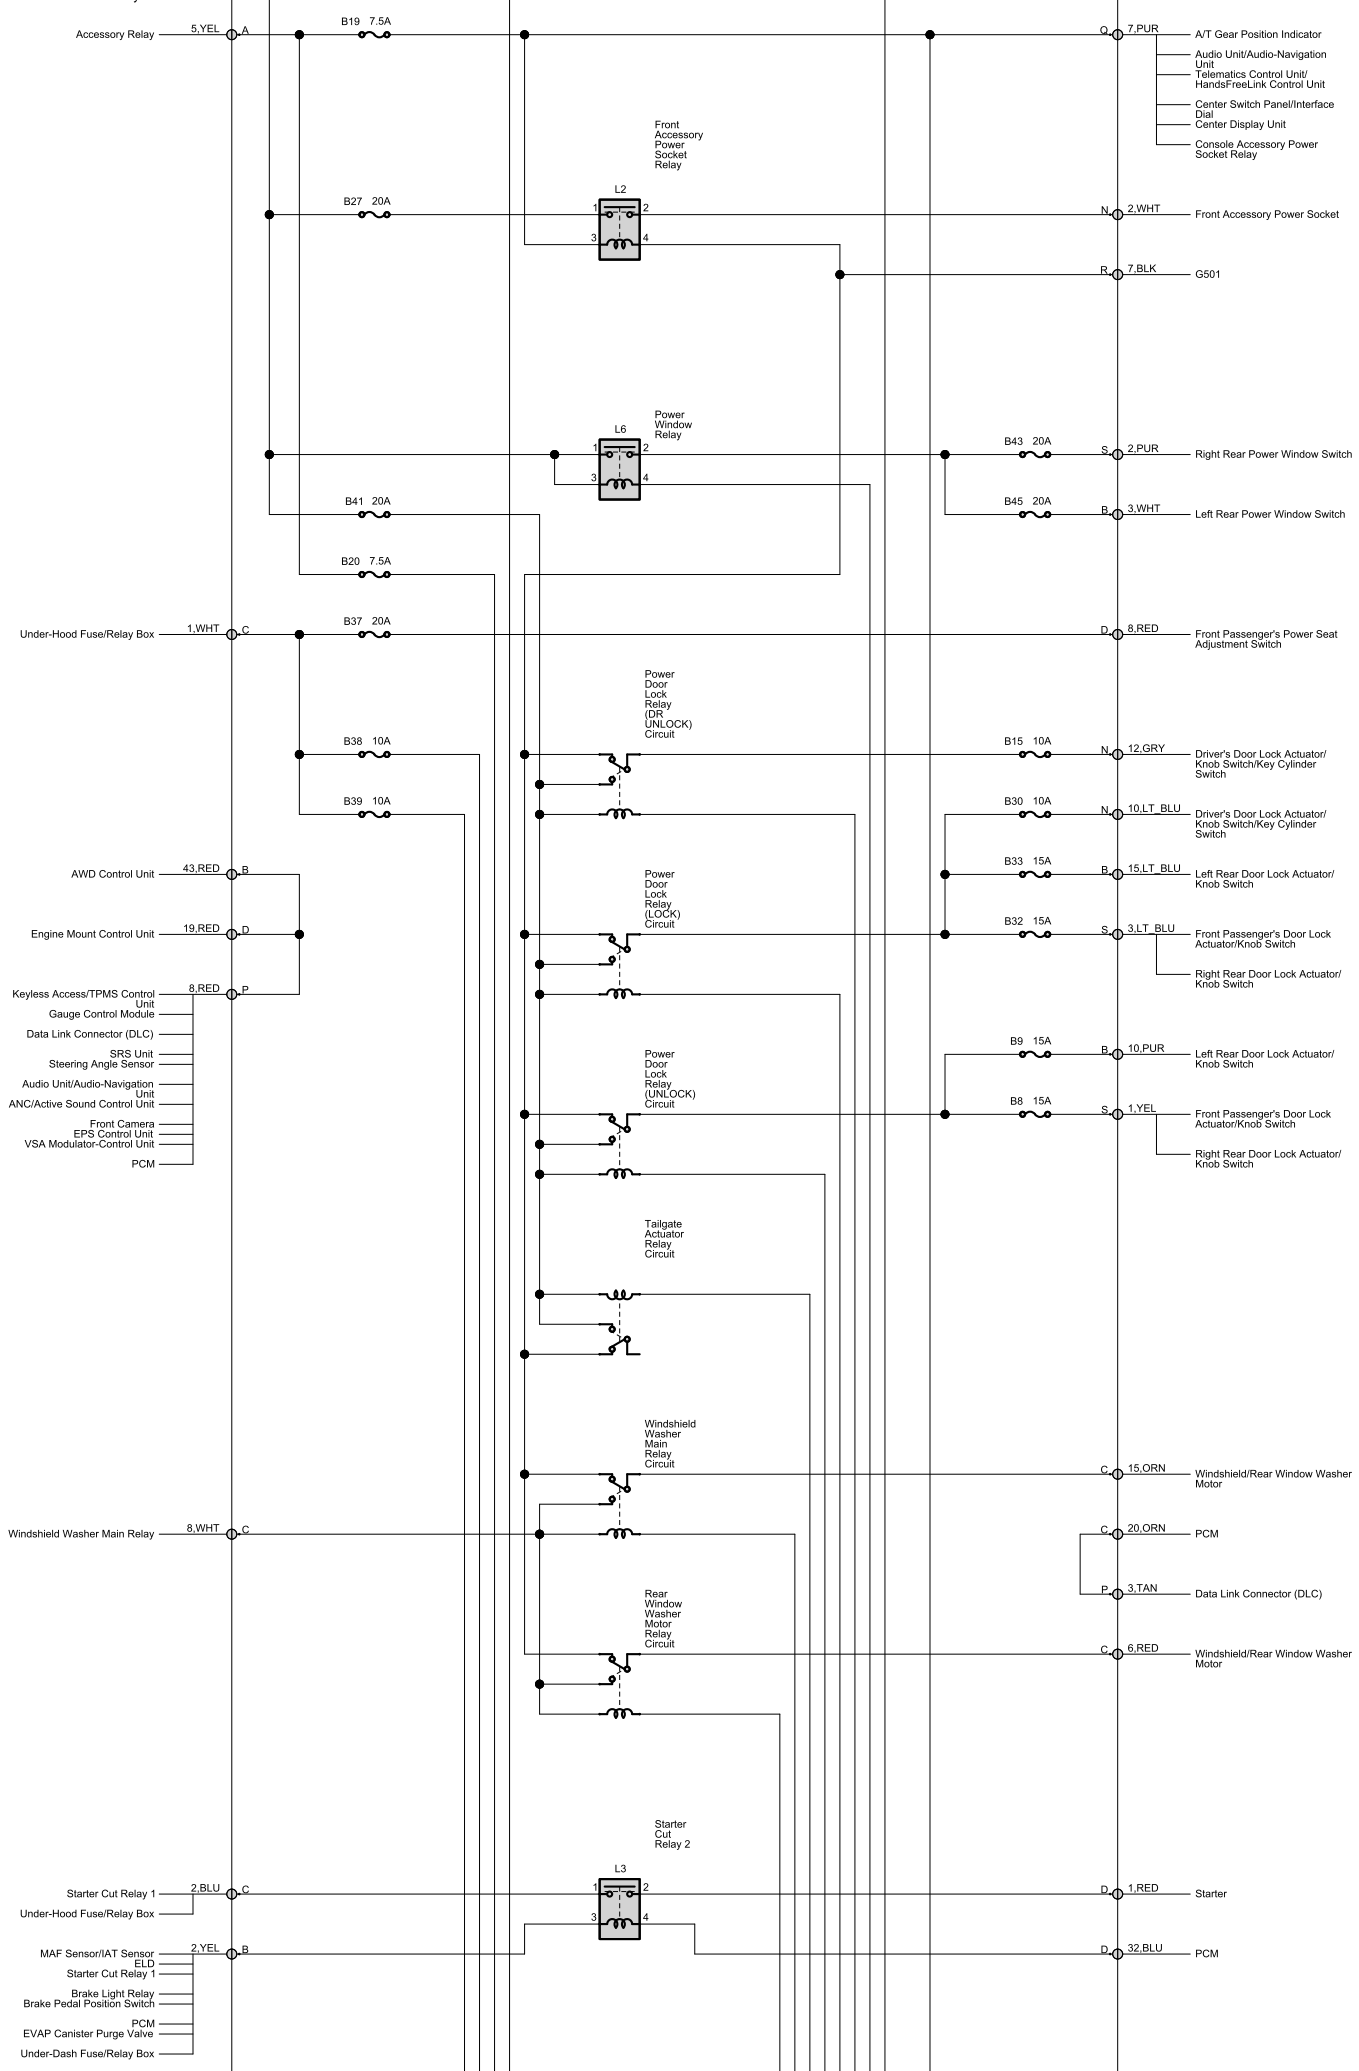 Accessory Relay
5,YEL
A
B19 7.5A
Q
7,PUR
A/T Gear Position Indicator
Audio Unit/Audio-Navigation
Unit
Telematics Control Unit/
HandsFreeLink Control Unit
Center Switch Panel/Interface
Dial
Center Display Unit
Console Accessory Power
Socket Relay
Front
Accessory
Power
Socket
Relay
L2
B27 20A
1
2
3
4
N
2,WHT
Front Accessory Power Socket
R
7,BLK
G501
Power
Window
Relay
L6
1
2
3
4
B43 20A
S
2,PUR
Right Rear Power Window Switch
B41 20A
B45 20A
B
3,WHT
Left Rear Power Window Switch
B20 7.5A
Under-Hood Fuse/Relay Box
1,WHT
C
B37 20A
D
8,RED
Front Passenger's Power Seat
Adjustment Switch
Power
Door
Lock
Relay
(DR
UNLOCK)
Circuit
B38 10A
B15 10A
N
12,GRY
Driver's Door Lock Actuator/
Knob Switch/Key Cylinder
Switch
B39 10A
B30 10A
N
10,LT_BLU
Driver's Door Lock Actuator/
Knob Switch/Key Cylinder
Switch
AWD Control Unit
43,RED
B
Power
Door
Lock
Relay
(LOCK)
Circuit
B33 15A
B
15,LT_BLU
Left Rear Door Lock Actuator/
Knob Switch
Engine Mount Control Unit
19,RED
D
B32 15A
S
3,LT_BLU
Front Passenger's Door Lock
Actuator/Knob Switch
Right Rear Door Lock Actuator/
Knob Switch
Keyless Access/TPMS Control
Unit
8,RED
P
Gauge Control Module
Data Link Connector (DLC)
SRS Unit
Steering Angle Sensor
Audio Unit/Audio-Navigation
Unit
ANC/Active Sound Control Unit
Front Camera
EPS Control Unit
VSA Modulator-Control Unit
PCM
Power
Door
Lock
Relay
(UNLOCK)
Circuit
B9 15A
B
10,PUR
Left Rear Door Lock Actuator/
Knob Switch
B8 15A
S
1,YEL
Front Passenger's Door Lock
Actuator/Knob Switch
Right Rear Door Lock Actuator/
Knob Switch
Tailgate
Actuator
Relay
Circuit
Windshield
Washer
Main
Relay
Circuit
C
15,ORN
Windshield/Rear Window Washer
Motor
Windshield Washer Main Relay
8,WHT
C
C
20,ORN
PCM
Rear
Window
Washer
Motor
Relay
Circuit
P
3,TAN
Data Link Connector (DLC)
C
6,RED
Windshield/Rear Window Washer
Motor
Starter
Cut
Relay 2
L3
Starter Cut Relay 1
2,BLU
C
1
2
3
4
D
1,RED
Starter
Under-Hood Fuse/Relay Box
MAF Sensor/IAT Sensor
2,YEL
B
D
32,BLU
PCM
ELD
Starter Cut Relay 1
Brake Light Relay
Brake Pedal Position Switch
PCM
EVAP Canister Purge Valve
Under-Dash Fuse/Relay Box